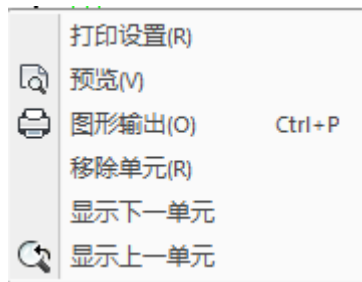 打印设置(R)
预览(V)
图形输出(O) Ctrl+P
移除单元(R)
显示下一单元
显示上一单元